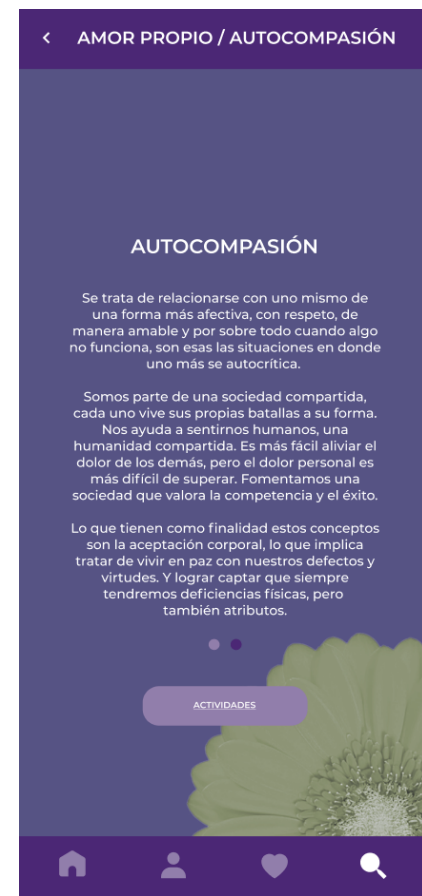 AMOR PROPIO / AUTOCOMPASIÓN
AUTOCOMPASIÓN
Se trata de relacionarse con uno mismo de
una forma más afectiva, con respeto, de
manera amable y por sobre todo cuando algo
no funciona, son esas las situaciones en donde
uno más se autocrítica.
Somos parte de una sociedad compartida,
cada uno vive sus propias batallas a su forma.
Nos ayuda a sentirnos humanos, una
humanidad compartida. Es más fácil aliviar el
dolor de los demás, pero el dolor personal es
más difícil de superar. Fomentamos una
sociedad que valora la competencia y el éxito.
Lo que tienen como finalidad estos conceptos
son la aceptación corporal, lo que implica
tratar de vivir en paz con nuestros defectos y
virtudes. Y lograr captar que siempre
tendremos deficiencias físicas, pero
también atributos.
ACTIVIDADES